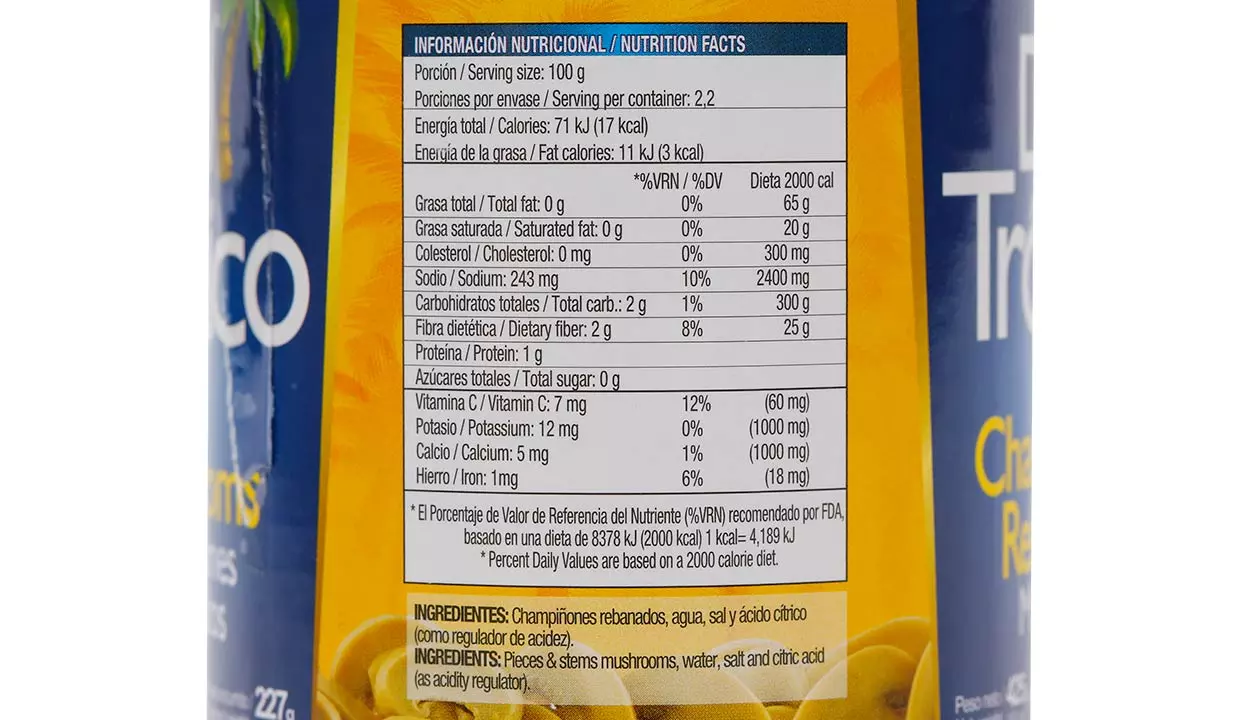 INFORMACIÓN NUTRICIONAL / NUTRITION FACTS
Porción / Serving size: 100 g
Porciones por envase / Serving per container: 2,2
Energía total / Calories: 71 kJ (17 kcal)
Energía de la grasa / Fat calories: 11 kJ (3 kcal)
*%VRN / %DV Dieta 2000 cal
Grasa total / Total fat: 0 g 0% 65 g
Grasa saturada / Saturated fat: 0 g 0% 20 g
Colesterol / Cholesterol: 0 mg 0% 300 mg
Sodio / Sodium: 243 mg 10% 2400 mg
Carbohidratos totales / Total carb.: 2 g 1% 300 g
Fibra dietética / Dietary fiber: 2 g 8% 25 g
Proteína / Protein: 1 g
Azúcares totales / Total sugar: 0 g
Vitamina C / Vitamin C: 7 mg 12% (60 mg)
Potasio / Potassium: 12 mg 0% (1000 mg)
Calcio / Calcium: 5 mg 1% (1000 mg)
Hierro / Iron: 1mg 6% (18 mg)
* El Porcentaje de Valor de Referencia del Nutriente (%VRN) recomendado por FDA,
basado en una dieta de 8378 kJ (2000 kcal) 1 kcal= 4,189 kJ
* Percent Daily Values are based on a 2000 calorie diet.
INGREDIENTES: Champiñones rebanados, agua, sal y ácido cítrico
(como regulador de acidez).
INGREDIENTS: Pieces & stems mushrooms, water, salt and citric acid
(as acidity regulator).
co
ams
nes
as
227g
D
Tro
Cha
Re
M
Peso neto